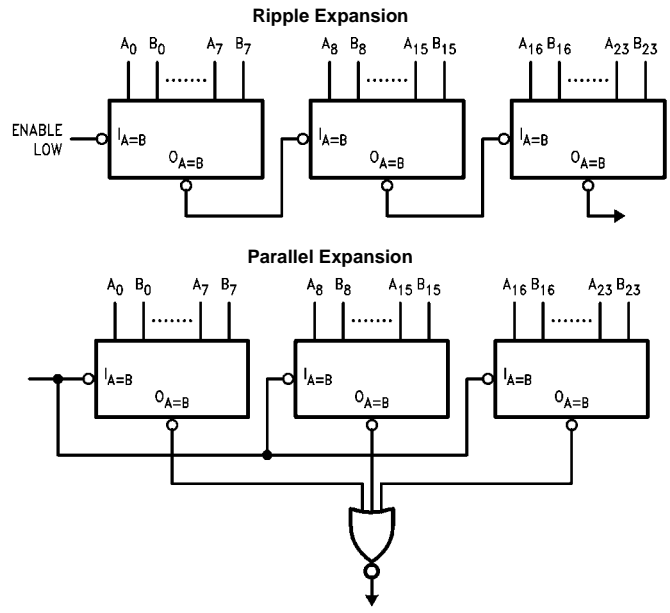 Ripple Expansion
A0 B0 ........ A7 B7
A8 B8 ........ A15 B15
A16 B16 ........ A23 B23
ENABLE LOW
IA=B
OA=B
IA=B
OA=B
IA=B
OA=B
Parallel Expansion
A0 B0 ........ A7 B7
A8 B8 ........ A15 B15
A16 B16 ........ A23 B23
IA=B
OA=B
IA=B
OA=B
IA=B
OA=B